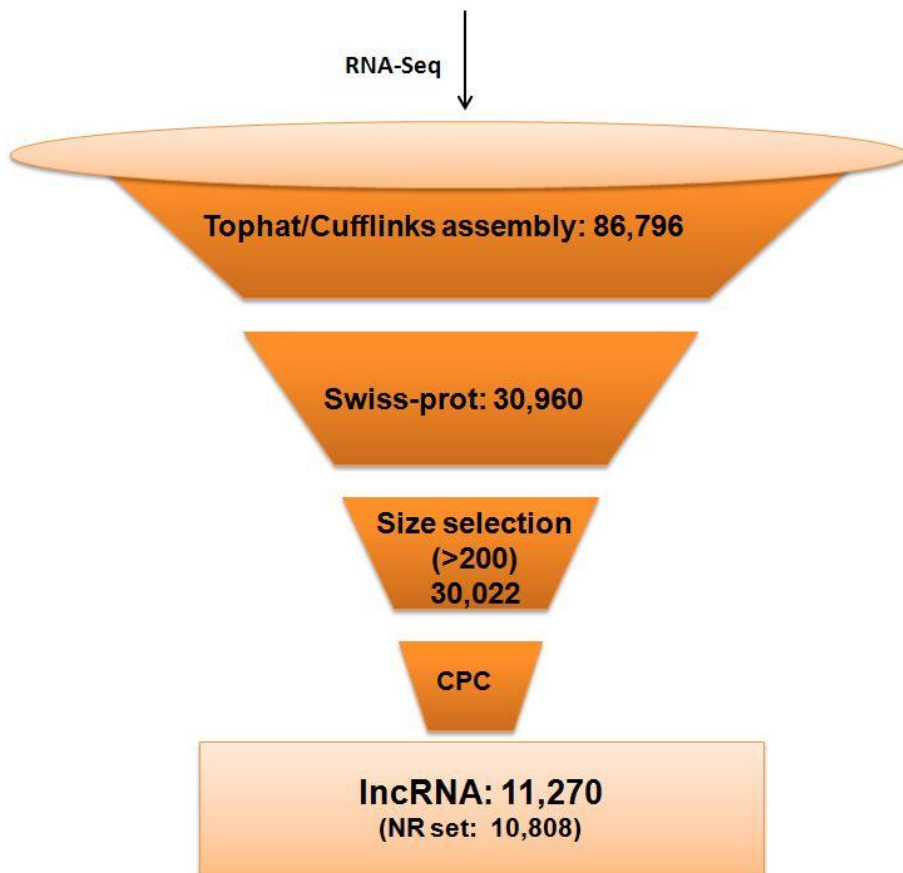 RNA-Seq
Tophat/Cufflinks assembly: 86,796
Swiss-prot: 30,960
Size selection
(>200)
30,022
CPC
lncRNA: 11,270
(NR set: 10,808)